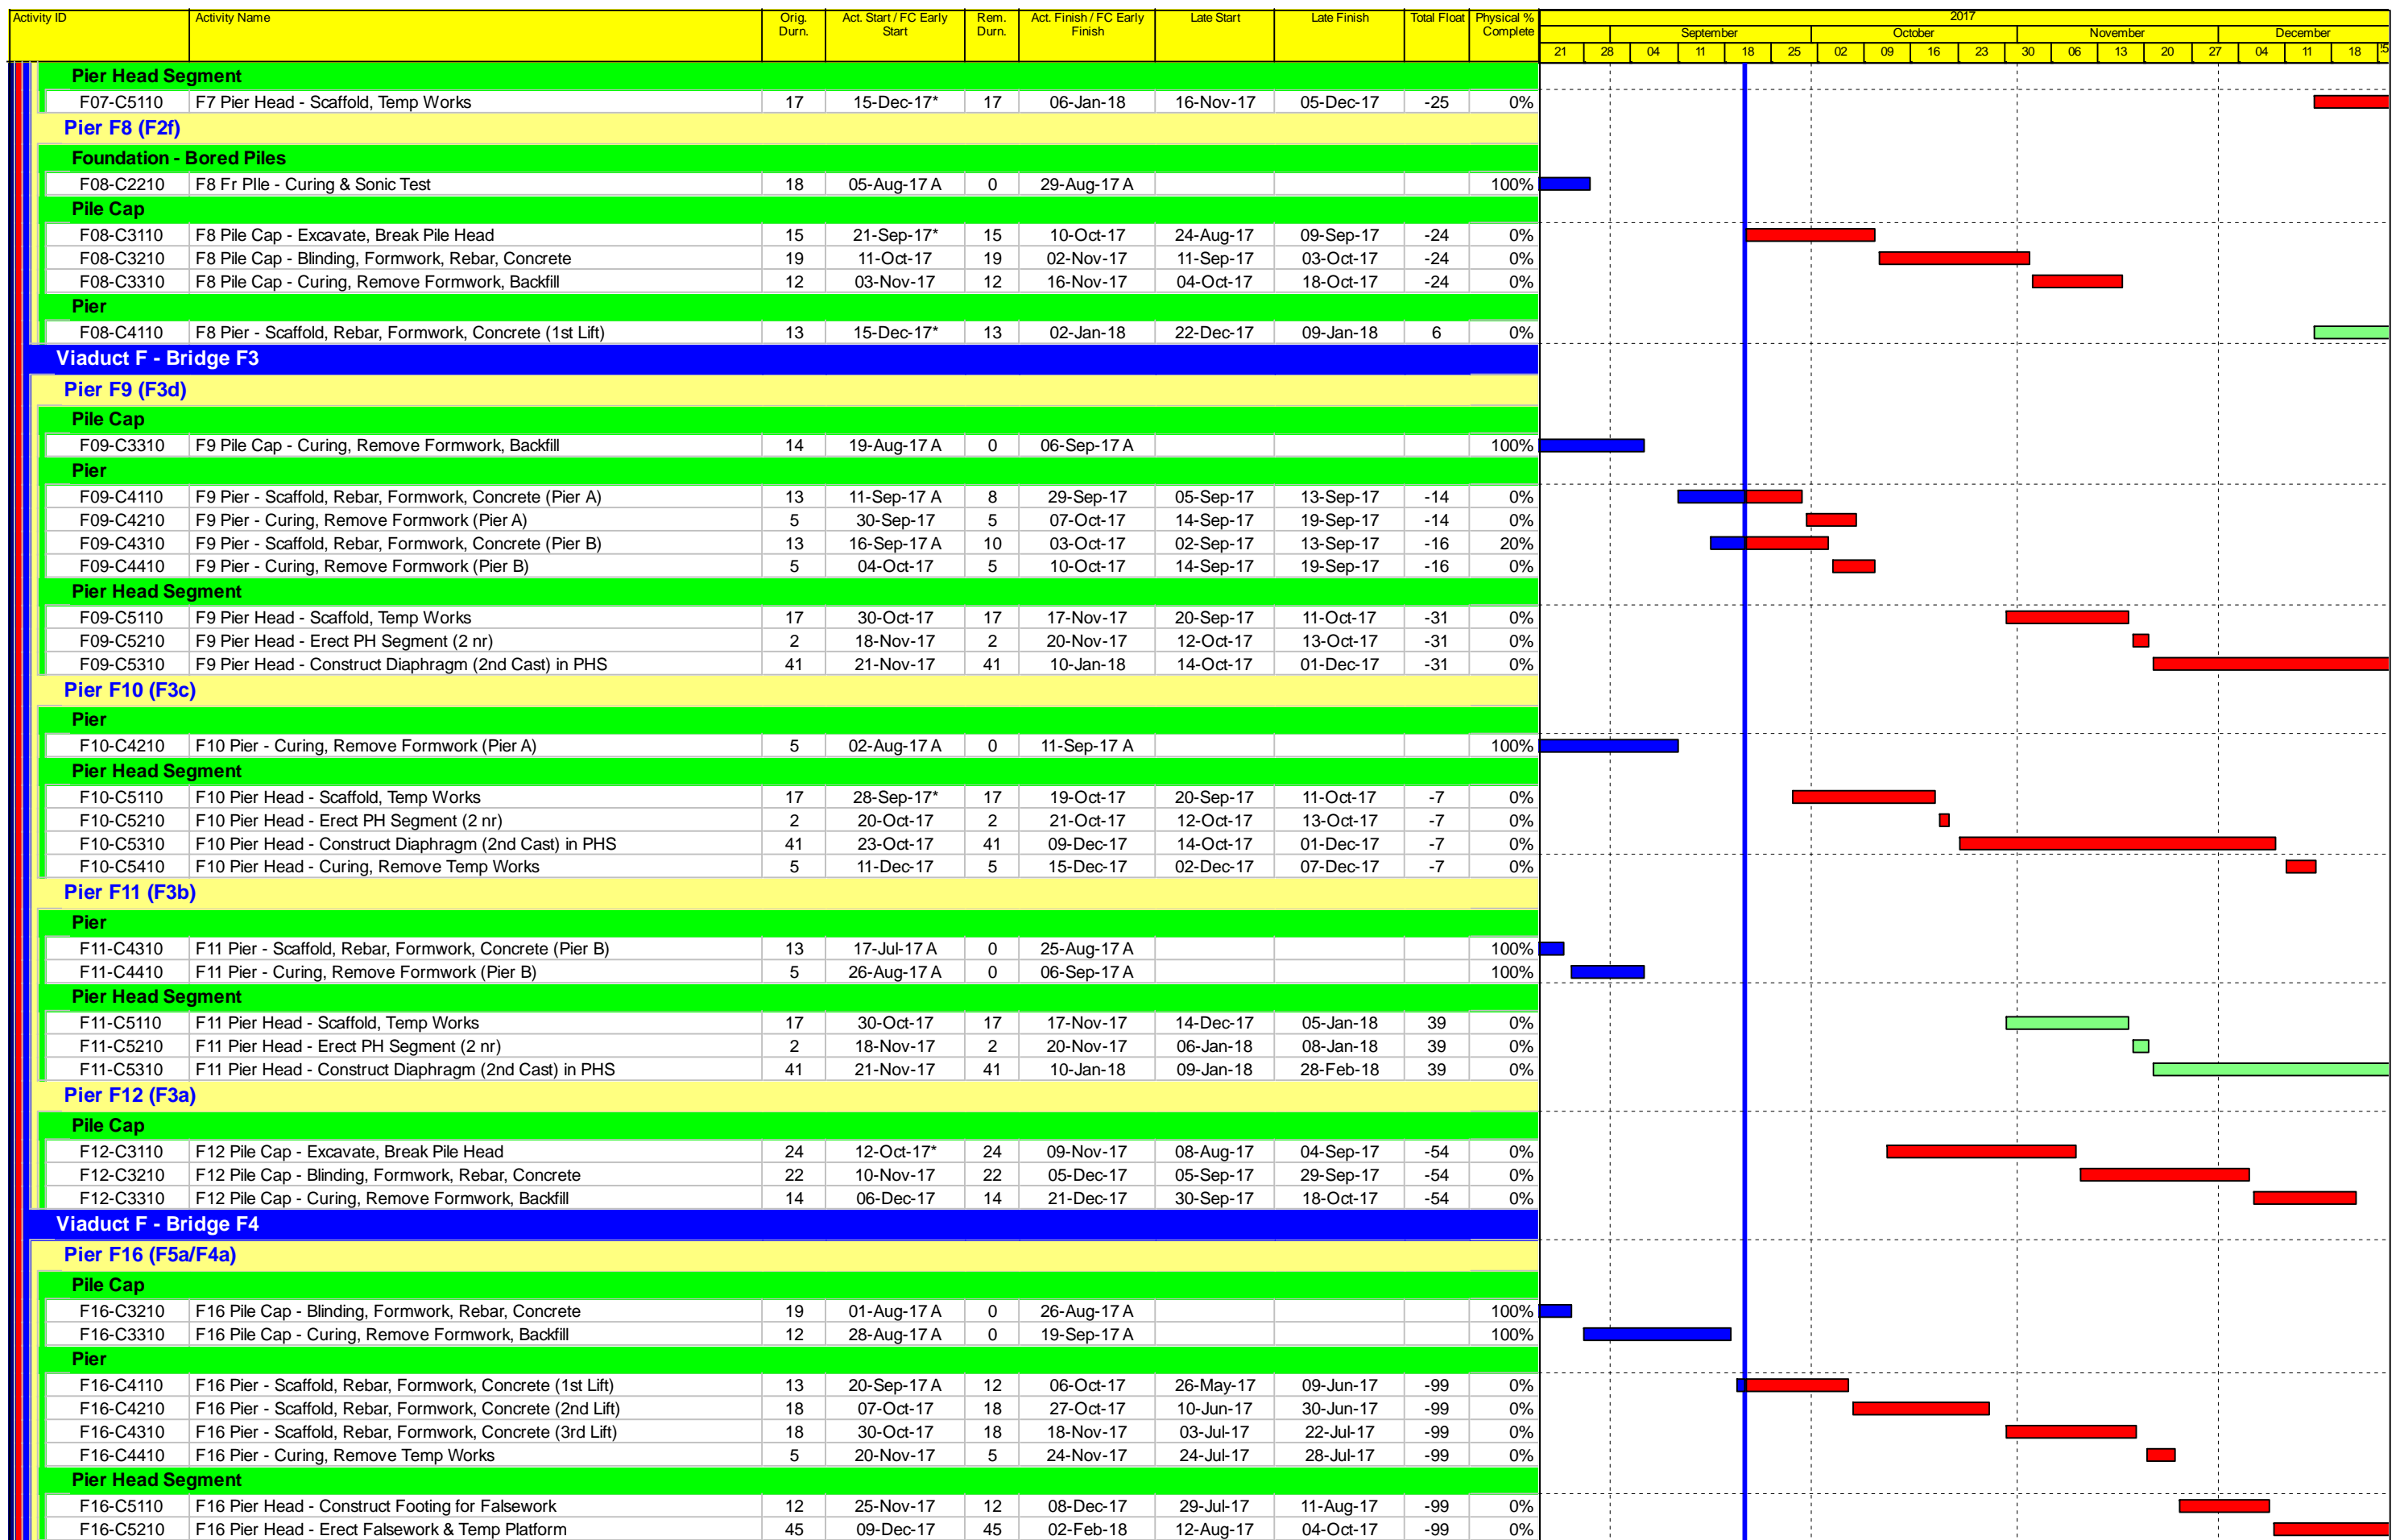 Activity ID Activity Name Orig. Durn. Act. Start / FC Early Start Rem. Durn. Act. Finish / FC Early Finish Late Start Late Finish Total Float Physical % Complete
2017
September October November December
21 28 04 11 18 25 02 09 16 23 30 06 13 20 27 04 11 18
Pier Head Segment
F07-C5110 F7 Pier Head - Scaffold, Temp Works 17 15-Dec-17* 17 06-Jan-18 16-Nov-17 05-Dec-17 -25 0%
Pier F8 (F2f)
Foundation - Bored Piles
F08-C2210 F8 Fr PIle - Curing & Sonic Test 18 05-Aug-17 A 0 29-Aug-17 A 100%
Pile Cap
F08-C3110 F8 Pile Cap - Excavate, Break Pile Head 15 21-Sep-17* 15 10-Oct-17 24-Aug-17 09-Sep-17 -24 0%
F08-C3210 F8 Pile Cap - Blinding, Formwork, Rebar, Concrete 19 11-Oct-17 19 02-Nov-17 11-Sep-17 03-Oct-17 -24 0%
F08-C3310 F8 Pile Cap - Curing, Remove Formwork, Backfill 12 03-Nov-17 12 16-Nov-17 04-Oct-17 18-Oct-17 -24 0%
Pier
F08-C4110 F8 Pier - Scaffold, Rebar, Formwork, Concrete (1st Lift) 13 15-Dec-17* 13 02-Jan-18 22-Dec-17 09-Jan-18 6 0%
Viaduct F - Bridge F3
Pier F9 (F3d)
Pile Cap
F09-C3310 F9 Pile Cap - Curing, Remove Formwork, Backfill 14 19-Aug-17 A 0 06-Sep-17 A 100%
Pier
F09-C4110 F9 Pier - Scaffold, Rebar, Formwork, Concrete (Pier A) 13 11-Sep-17 A 8 29-Sep-17 05-Sep-17 13-Sep-17 -14 0%
F09-C4210 F9 Pier - Curing, Remove Formwork (Pier A) 5 30-Sep-17 5 07-Oct-17 14-Sep-17 19-Sep-17 -14 0%
F09-C4310 F9 Pier - Scaffold, Rebar, Formwork, Concrete (Pier B) 13 16-Sep-17 A 10 03-Oct-17 02-Sep-17 13-Sep-17 -16 20%
F09-C4410 F9 Pier - Curing, Remove Formwork (Pier B) 5 04-Oct-17 5 10-Oct-17 14-Sep-17 19-Sep-17 -16 0%
Pier Head Segment
F09-C5110 F9 Pier Head - Scaffold, Temp Works 17 30-Oct-17 17 17-Nov-17 20-Sep-17 11-Oct-17 -31 0%
F09-C5210 F9 Pier Head - Erect PH Segment (2 nr) 2 18-Nov-17 2 20-Nov-17 12-Oct-17 13-Oct-17 -31 0%
F09-C5310 F9 Pier Head - Construct Diaphragm (2nd Cast) in PHS 41 21-Nov-17 41 10-Jan-18 14-Oct-17 01-Dec-17 -31 0%
Pier F10 (F3c)
Pier
F10-C4210 F10 Pier - Curing, Remove Formwork (Pier A) 5 02-Aug-17 A 0 11-Sep-17 A 100%
Pier Head Segment
F10-C5110 F10 Pier Head - Scaffold, Temp Works 17 28-Sep-17* 17 19-Oct-17 20-Sep-17 11-Oct-17 -7 0%
F10-C5210 F10 Pier Head - Erect PH Segment (2 nr) 2 20-Oct-17 2 21-Oct-17 12-Oct-17 13-Oct-17 -7 0%
F10-C5310 F10 Pier Head - Construct Diaphragm (2nd Cast) in PHS 41 23-Oct-17 41 09-Dec-17 14-Oct-17 01-Dec-17 -7 0%
F10-C5410 F10 Pier Head - Curing, Remove Temp Works 5 11-Dec-17 5 15-Dec-17 02-Dec-17 07-Dec-17 -7 0%
Pier F11 (F3b)
Pier
F11-C4310 F11 Pier - Scaffold, Rebar, Formwork, Concrete (Pier B) 13 17-Jul-17 A 0 25-Aug-17 A 100%
F11-C4410 F11 Pier - Curing, Remove Formwork (Pier B) 5 26-Aug-17 A 0 06-Sep-17 A 100%
Pier Head Segment
F11-C5110 F11 Pier Head - Scaffold, Temp Works 17 30-Oct-17 17 17-Nov-17 14-Dec-17 05-Jan-18 39 0%
F11-C5210 F11 Pier Head - Erect PH Segment (2 nr) 2 18-Nov-17 2 20-Nov-17 06-Jan-18 08-Jan-18 39 0%
F11-C5310 F11 Pier Head - Construct Diaphragm (2nd Cast) in PHS 41 21-Nov-17 41 10-Jan-18 09-Jan-18 28-Feb-18 39 0%
Pier F12 (F3a)
Pile Cap
F12-C3110 F12 Pile Cap - Excavate, Break Pile Head 24 12-Oct-17* 24 09-Nov-17 08-Aug-17 04-Sep-17 -54 0%
F12-C3210 F12 Pile Cap - Blinding, Formwork, Rebar, Concrete 22 10-Nov-17 22 05-Dec-17 05-Sep-17 29-Sep-17 -54 0%
F12-C3310 F12 Pile Cap - Curing, Remove Formwork, Backfill 14 06-Dec-17 14 21-Dec-17 30-Sep-17 18-Oct-17 -54 0%
Viaduct F - Bridge F4
Pier F16 (F5a/F4a)
Pile Cap
F16-C3210 F16 Pile Cap - Blinding, Formwork, Rebar, Concrete 19 01-Aug-17 A 0 26-Aug-17 A 100%
F16-C3310 F16 Pile Cap - Curing, Remove Formwork, Backfill 12 28-Aug-17 A 0 19-Sep-17 A 100%
Pier
F16-C4110 F16 Pier - Scaffold, Rebar, Formwork, Concrete (1st Lift) 13 20-Sep-17 A 12 06-Oct-17 26-May-17 09-Jun-17 -99 0%
F16-C4210 F16 Pier - Scaffold, Rebar, Formwork, Concrete (2nd Lift) 18 07-Oct-17 18 27-Oct-17 10-Jun-17 30-Jun-17 -99 0%
F16-C4310 F16 Pier - Scaffold, Rebar, Formwork, Concrete (3rd Lift) 18 30-Oct-17 18 18-Nov-17 03-Jul-17 22-Jul-17 -99 0%
F16-C4410 F16 Pier - Curing, Remove Temp Works 5 20-Nov-17 5 24-Nov-17 24-Jul-17 28-Jul-17 -99 0%
Pier Head Segment
F16-C5110 F16 Pier Head - Construct Footing for Falsework 12 25-Nov-17 12 08-Dec-17 29-Jul-17 11-Aug-17 -99 0%
F16-C5210 F16 Pier Head - Erect Falsework & Temp Platform 45 09-Dec-17 45 02-Feb-18 12-Aug-17 04-Oct-17 -99 0%